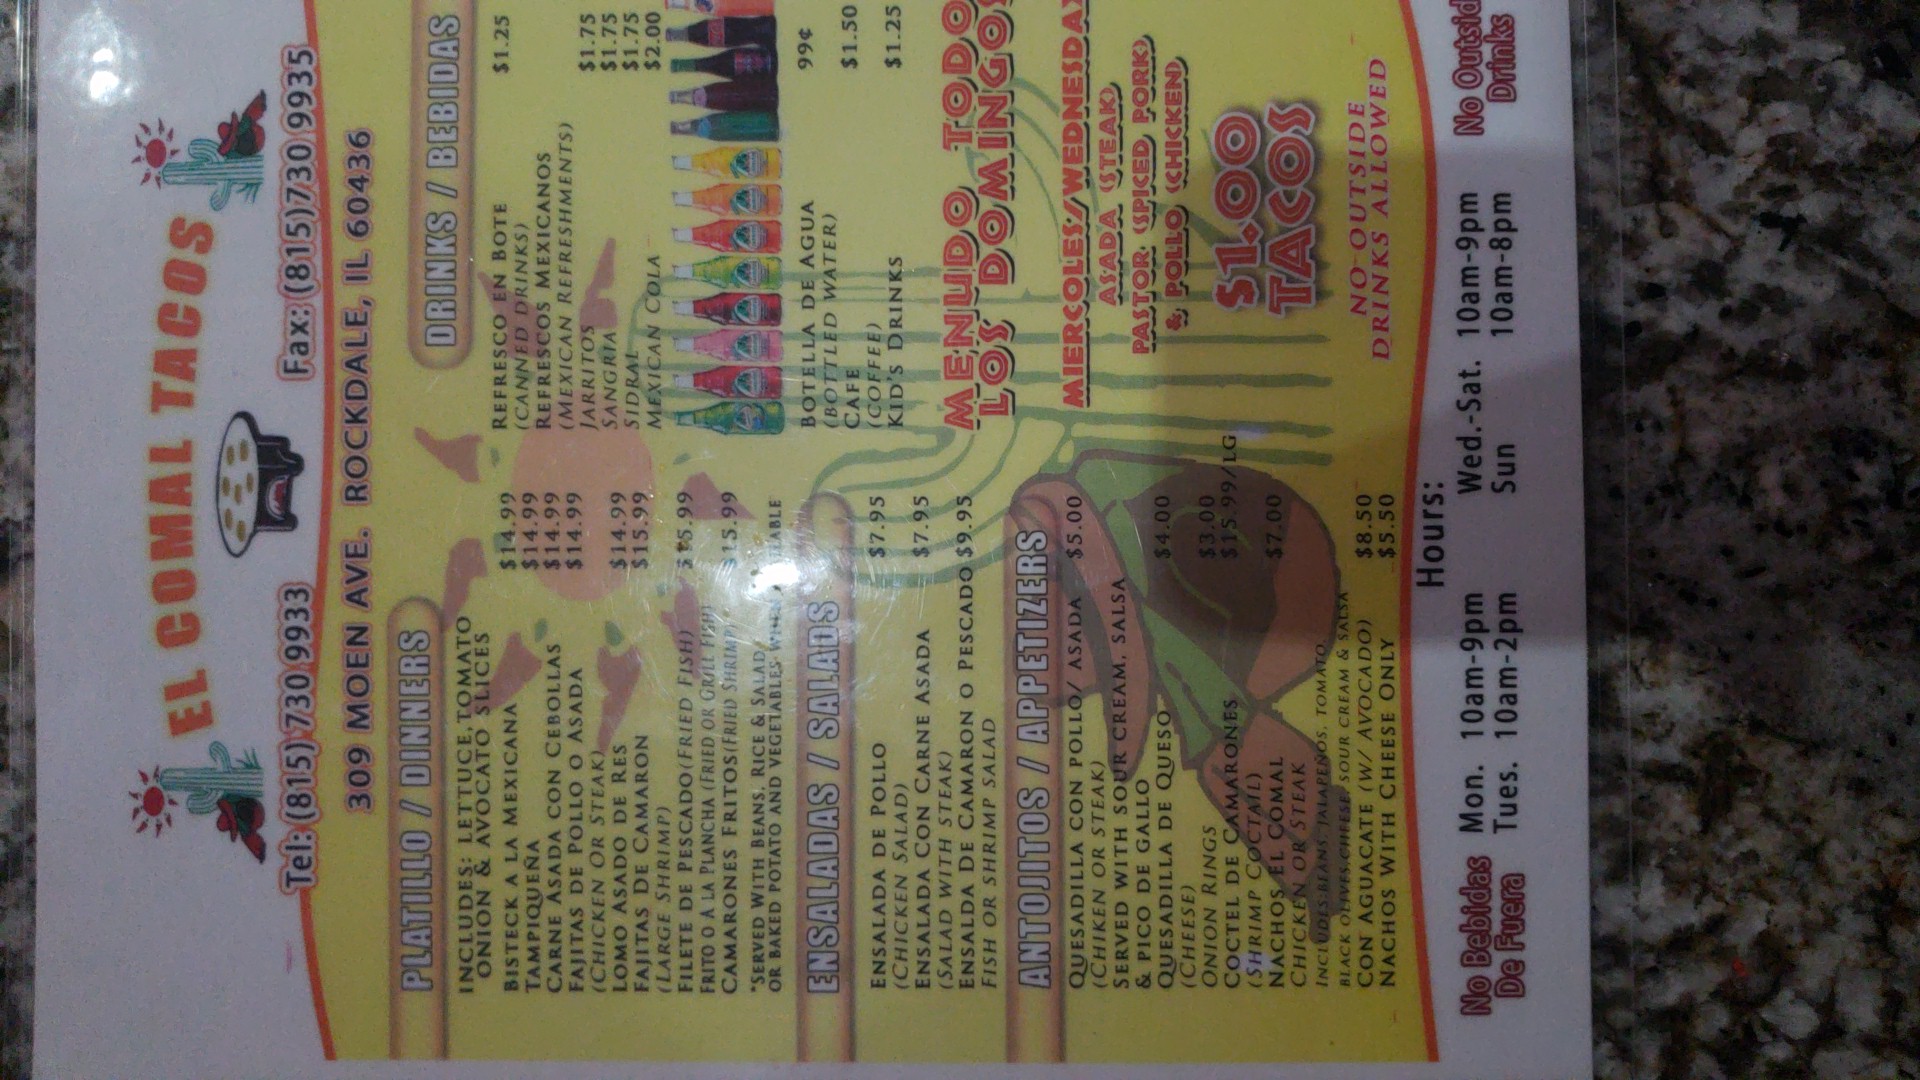 EL COMAL TACOS
Tel: (815) 730 9933
Fax: (815) 730 9935
309 MOEN AVE. ROCKDALE, IL 60436
PLATILLO / DINNERS
INCLUDES: LETTUCE, TOMATO
ONION & AVOCATO SLICES
BISTECK A LA MEXICANA $14.99
TAMPIQUEÑA $14.99
CARNE ASADA CON CEBOLLAS $14.99
FAJITAS DE POLLO O ASADA $14.99
(CHICKEN OR STEAK)
LOMO ASADO DE RES $14.99
FAJITAS DE CAMARON $15.99
(LARGE SHRIMP)
FILETE DE PESCADO (FRIED FISH) $15.99
FRITO O A LA PLANCHA (FRIED OR GRILL FISH)
CAMARONES FRITOS (FRIED SHRIMP) $15.99
*SERVED WITH BEANS, RICE & SALAD
OR BAKED POTATO AND VEGETABLES
ENSALADAS / SALADS
ENSALADA DE POLLO $7.95
(CHICKEN SALAD)
ENSALADA CON CARNE ASADA $7.95
(SALAD WITH STEAK)
ENSALDA DE CAMARON O PESCADO $9.95
FISH OR SHRIMP SALAD
ANTOJITOS / APPETIZERS
QUESADILLA CON POLLO/ ASADA $5.00
(CHIKEN OR STEAK)
SERVED WITH SOUR CREAM, SALSA
& PICO DE GALLO
QUESADILLA DE QUESO $4.00
(CHEESE)
ONION RINGS $3.00
COCTEL DE CAMARONES $15.99/LG
(SHRIMP COCTAIL)
NACHOS EL COMAL $7.00
CHICKEN OR STEAK
INCLUDES: BEANS, JALAPEÑOS, TOMATO,
BLACK OLIVES, CHEESE SOUR CREAM & SALSA
CON AGUACATE (W/ AVOCADO) $8.50
NACHOS WITH CHEESE ONLY $5.50
DRINKS / BEBIDAS
REFRESCO EN BOTE $1.25
(CANNED DRINKS)
REFRESCOS MEXICANOS
(MEXICAN REFRESHMENTS)
JARRITOS $1.75
SANGRIA $1.75
SIDRAL $1.75
MEXICAN COLA $2.00
BOTELLA DE AGUA 99¢
(BOTTLED WATER)
CAFE $1.50
(COFFEE)
KID'S DRINKS $1.25
MENUDO TODO
LOS DOMINGOS
MIERCOLES/WEDNESDAY
ASADA (STEAK)
PASTOR (SPICED PORK)
& POLLO (CHICKEN)
$1.00
TACOS
NO OUTSIDE
DRINKS ALLOWED
No Bebidas
De Fuera
Hours:
Mon. 10am-9pm
Tues. 10am-2pm
Wed.-Sat. 10am-9pm
Sun 10am-8pm
No Outsid
Drinks